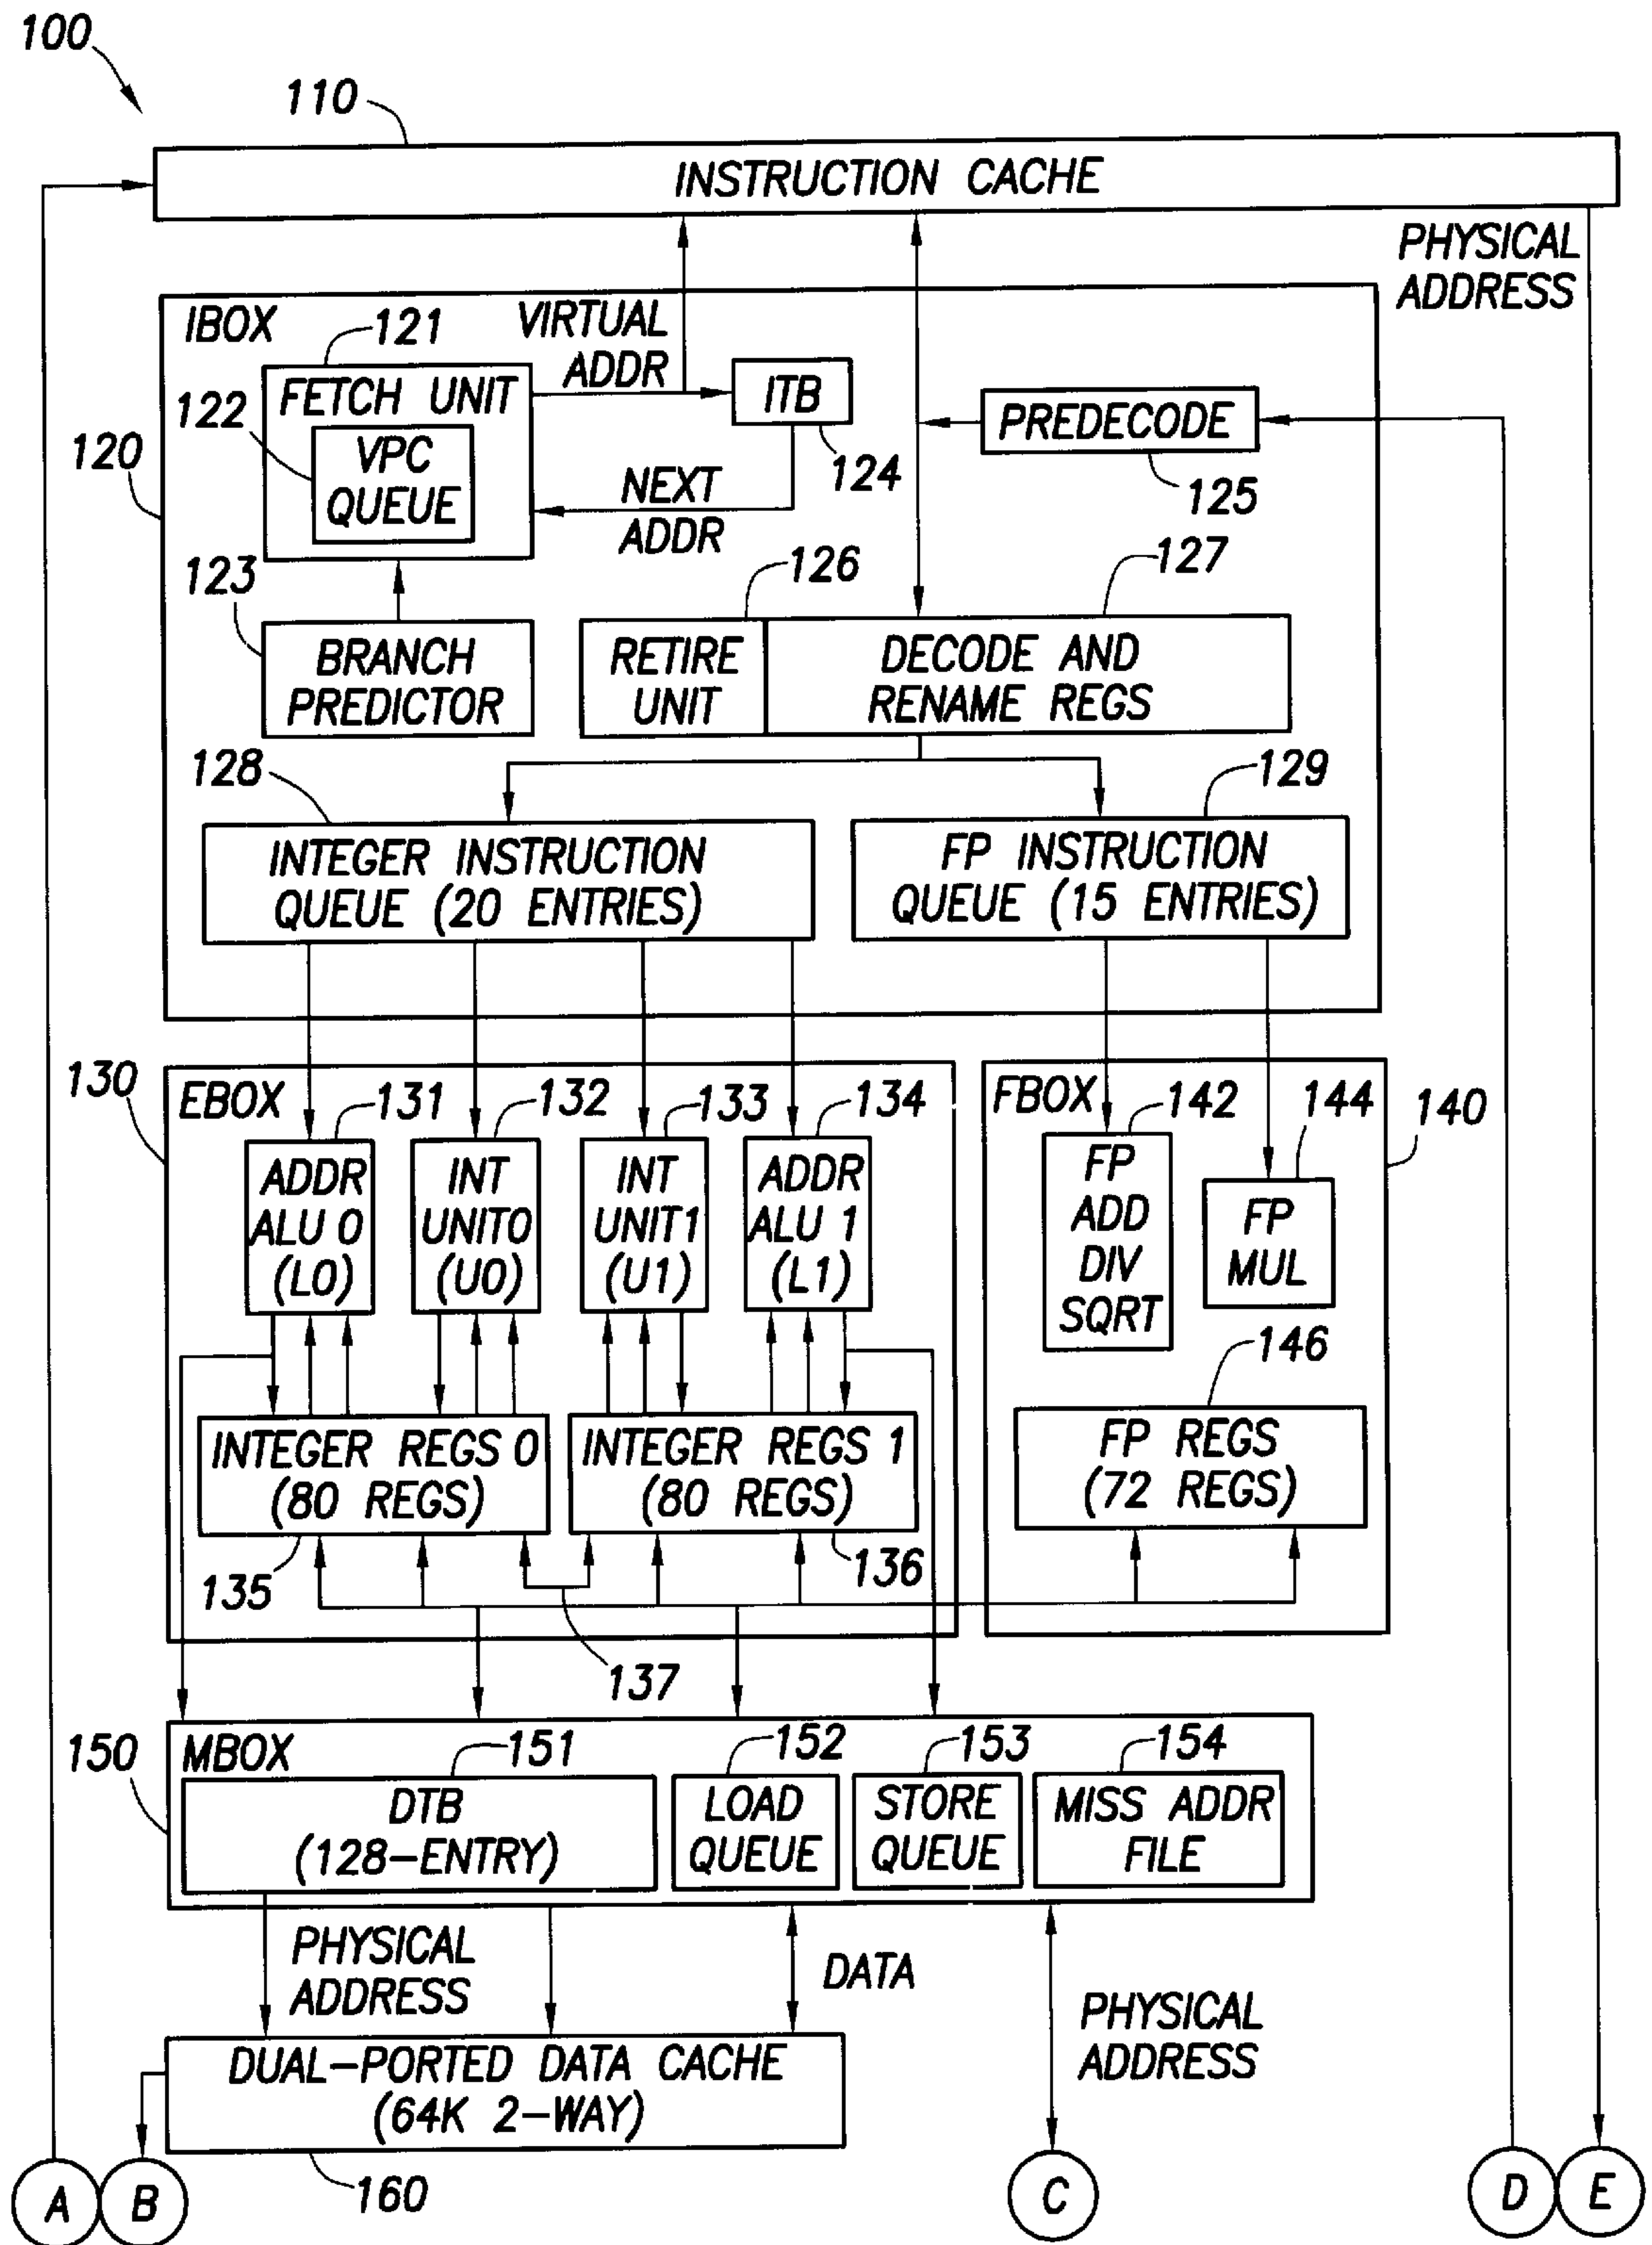 100
110
INSTRUCTION CACHE
PHYSICAL
ADDRESS
IBOX
121
VIRTUAL
ADDR
FETCH UNIT
122
VPC
QUEUE
ITB
124
PREDECODE
125
120
NEXT
ADDR
123
126
127
BRANCH
PREDICTOR
RETIRE
UNIT
DECODE AND
RENAME REGS
128
129
INTEGER INSTRUCTION
QUEUE (20 ENTRIES)
FP INSTRUCTION
QUEUE (15 ENTRIES)
130
EBOX
131
132
133
134
FBOX
142
144
140
ADDR
ALU 0
(L0)
INT
UNIT0
(U0)
INT
UNIT1
(U1)
ADDR
ALU 1
(L1)
FP
ADD
DIV
SQRT
FP
MUL
146
INTEGER REGS 0
(80 REGS)
INTEGER REGS 1
(80 REGS)
FP REGS
(72 REGS)
135
136
137
150
MBOX
151
152
153
154
DTB
(128-ENTRY)
LOAD
QUEUE
STORE
QUEUE
MISS ADDR
FILE
PHYSICAL
ADDRESS
DATA
PHYSICAL
ADDRESS
DUAL-PORTED DATA CACHE
(64K 2-WAY)
160
A
B
C
D
E